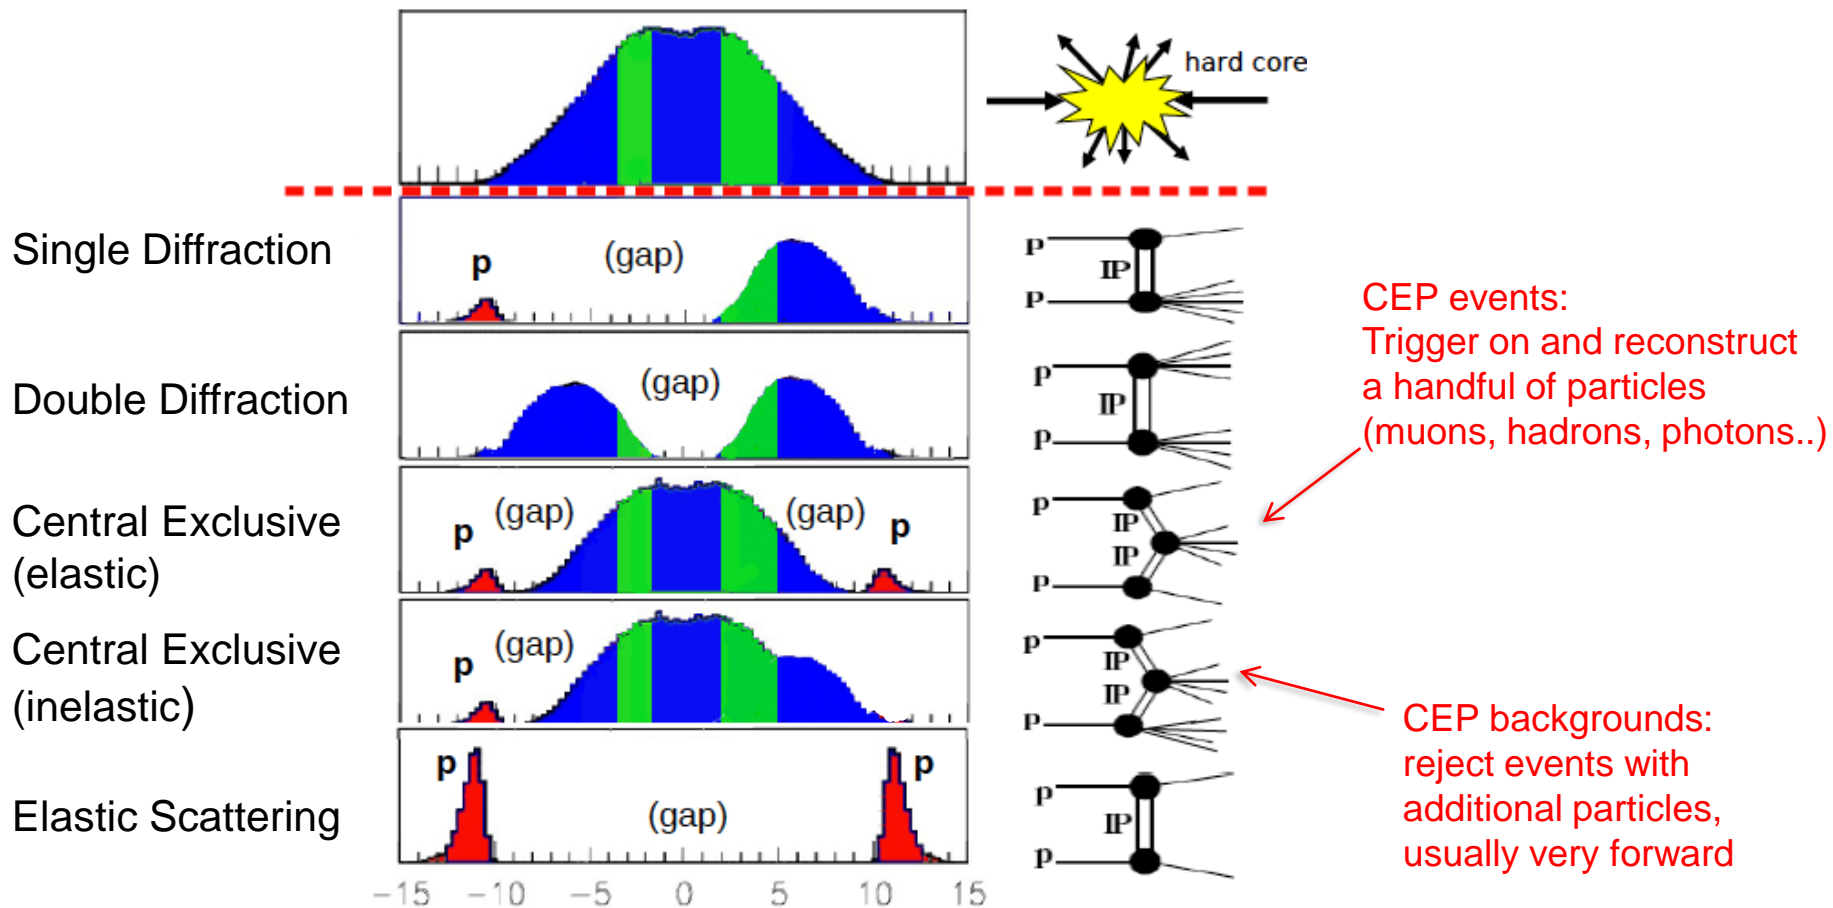 hard core
Single Diffraction
p
(gap)
p
IP
p
CEP events:
Trigger on and reconstruct
a handful of particles
(muons, hadrons, photons..)
Double Diffraction
(gap)
p
IP
p
Central Exclusive
(elastic)
p
(gap)
(gap)
p
p
IP
IP
p
Central Exclusive
(inelastic)
p
(gap)
p
IP
IP
p
CEP backgrounds:
reject events with
additional particles,
usually very forward
Elastic Scattering
p
(gap)
p
p
IP
p
−15 −10 −5 0 5 10 15